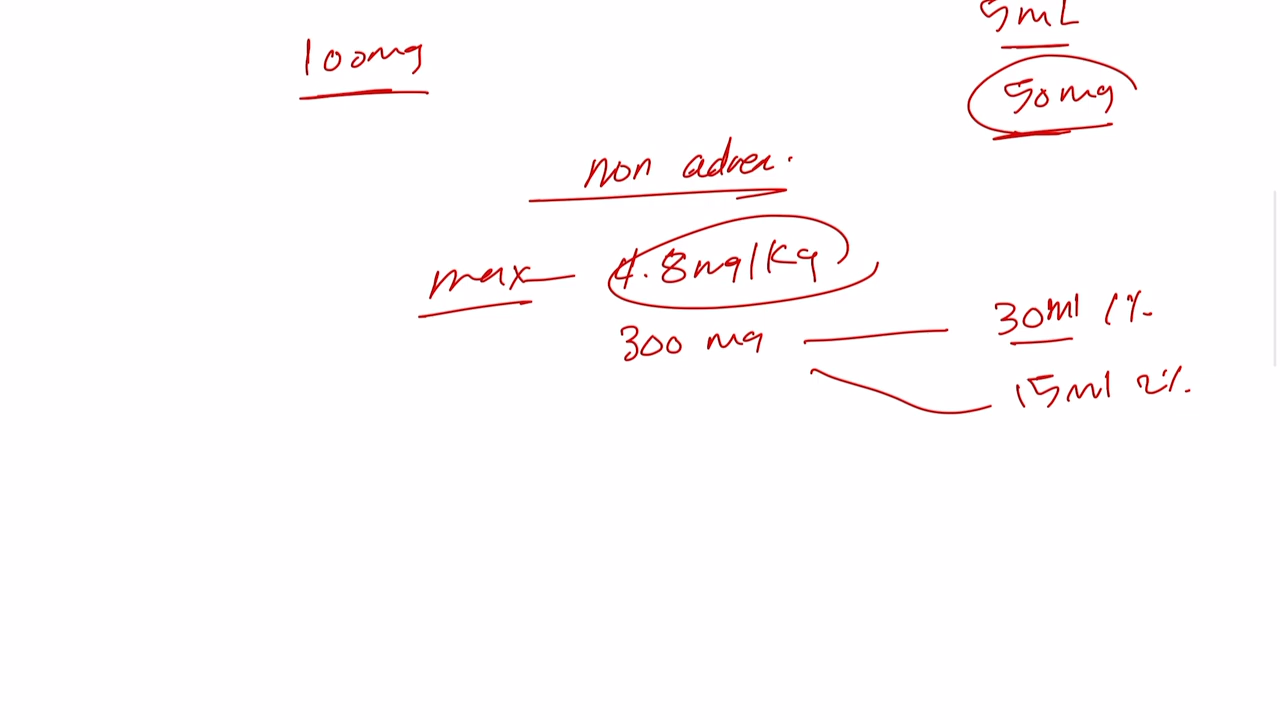 5mL
100mg
50mg
non adren.
max — 4.8mg/kg
300 mg
30ml 1%
15ml 2%